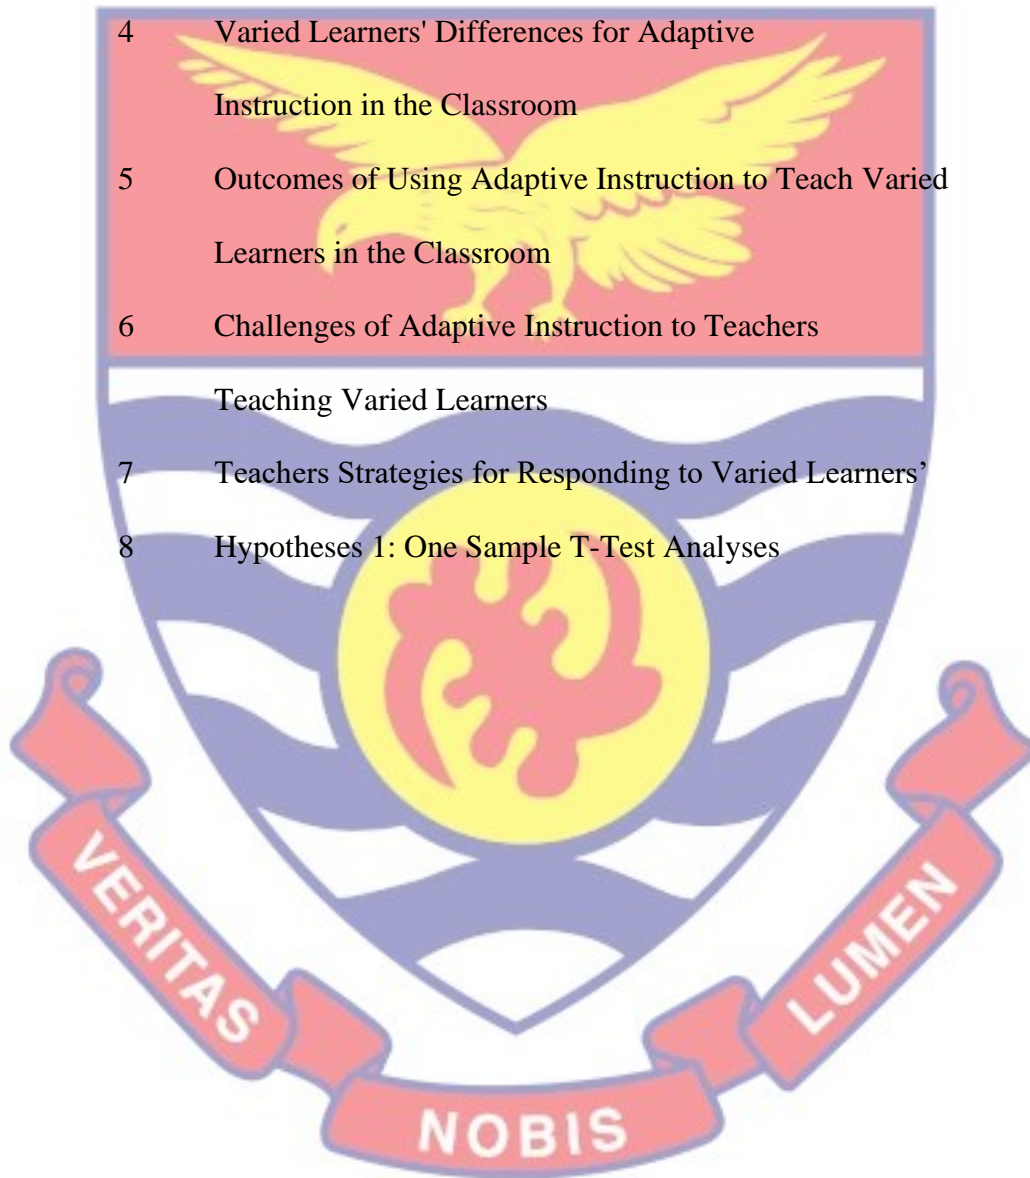 4 Varied Learners' Differences for Adaptive
Instruction in the Classroom
5 Outcomes of Using Adaptive Instruction to Teach Varied
Learners in the Classroom
6 Challenges of Adaptive Instruction to Teachers
Teaching Varied Learners
7 Teachers Strategies for Responding to Varied Learners’
8 Hypotheses 1: One Sample T-Test Analyses
VERITAS
NOBIS
LUMEN